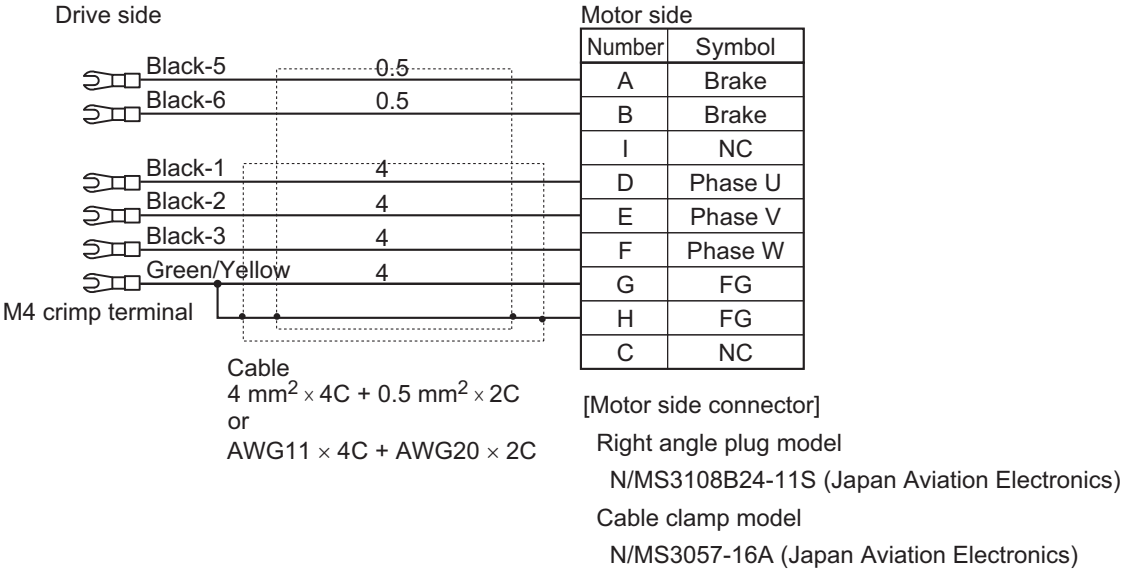 Drive side
Motor side
Number Symbol
Black-5 0.5 A Brake
Black-6 0.5 B Brake
I NC
Black-1 4 D Phase U
Black-2 4 E Phase V
Black-3 4 F Phase W
Green/Yellow 4 G FG
M4 crimp terminal H FG
C NC
Cable
4 mm² × 4C + 0.5 mm² × 2C
or
AWG11 × 4C + AWG20 × 2C
[Motor side connector]
Right angle plug model
N/MS3108B24-11S (Japan Aviation Electronics)
Cable clamp model
N/MS3057-16A (Japan Aviation Electronics)